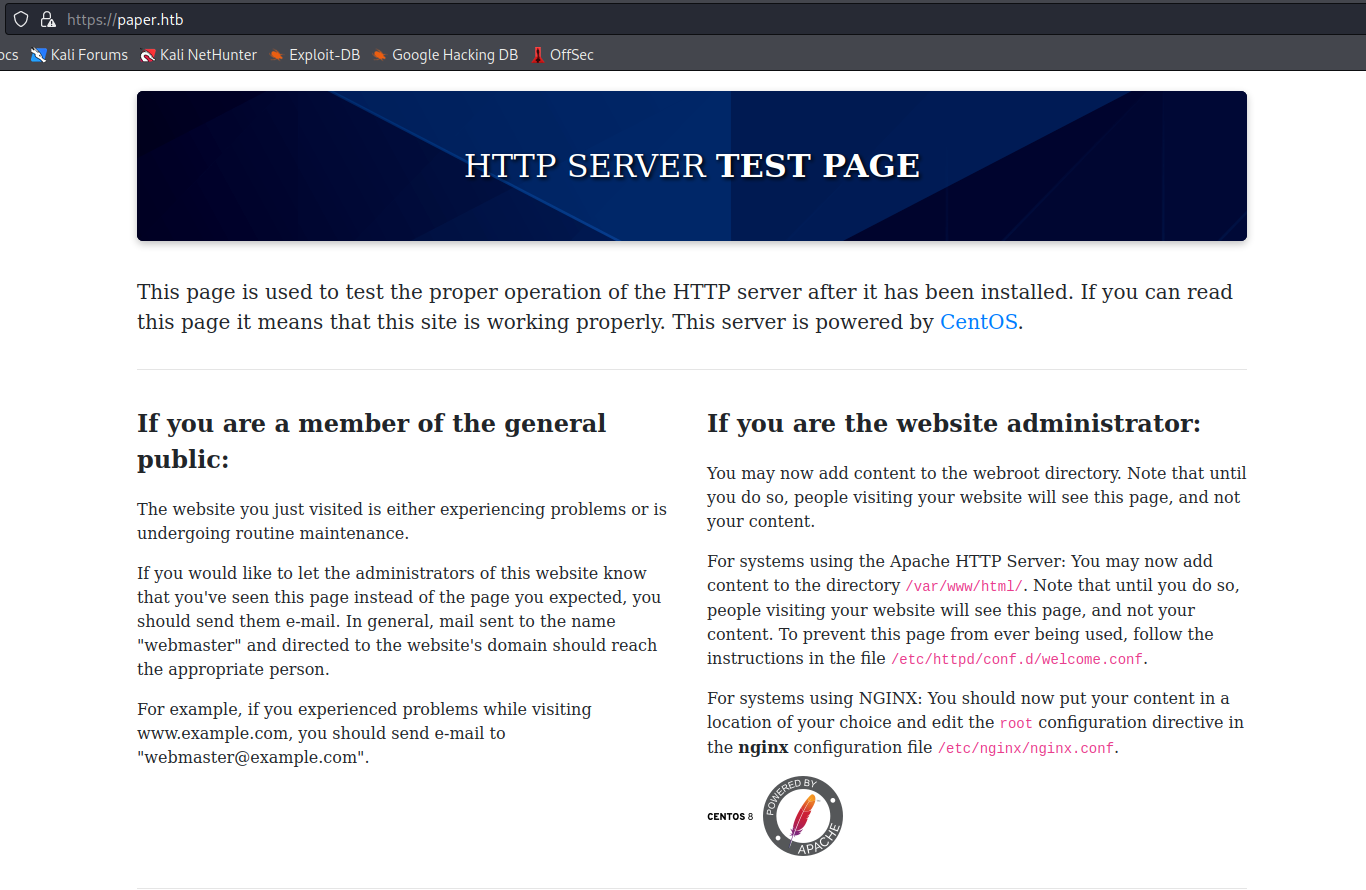 https://paper.htb
ocs Kali Forums Kali NetHunter Exploit-DB Google Hacking DB OffSec
HTTP SERVER TEST PAGE
This page is used to test the proper operation of the HTTP server after it has been installed. If you can read
this page it means that this site is working properly. This server is powered by CentOS.
If you are a member of the general
public:
The website you just visited is either experiencing problems or is
undergoing routine maintenance.
If you would like to let the administrators of this website know
that you've seen this page instead of the page you expected, you
should send them e-mail. In general, mail sent to the name
"webmaster" and directed to the website's domain should reach
the appropriate person.
For example, if you experienced problems while visiting
www.example.com, you should send e-mail to
"webmaster@example.com".
If you are the website administrator:
You may now add content to the webroot directory. Note that until
you do so, people visiting your website will see this page, and not
your content.
For systems using the Apache HTTP Server: You may now add
content to the directory /var/www/html/. Note that until you do so,
people visiting your website will see this page, and not your
content. To prevent this page from ever being used, follow the
instructions in the file /etc/httpd/conf.d/welcome.conf.
For systems using NGINX: You should now put your content in a
location of your choice and edit the root configuration directive in
the nginx configuration file /etc/nginx/nginx.conf.
CENTOS 8
POWERED BY
APACHE